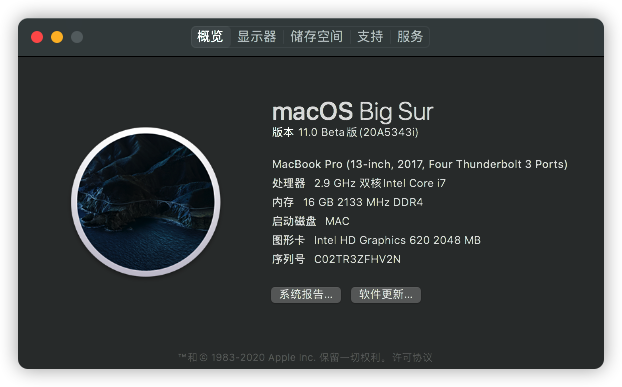 概览 显示器 储存空间 支持 服务
macOS Big Sur
版本 11.0 Beta版 (20A5343i)
MacBook Pro (13-inch, 2017, Four Thunderbolt 3 Ports)
处理器 2.9 GHz 双核Intel Core i7
内存 16 GB 2133 MHz DDR4
启动磁盘 MAC
图形卡 Intel HD Graphics 620 2048 MB
序列号 C02TR3ZFHV2N
系统报告... 软件更新...
™和© 1983-2020 Apple Inc. 保留一切权利。许可协议